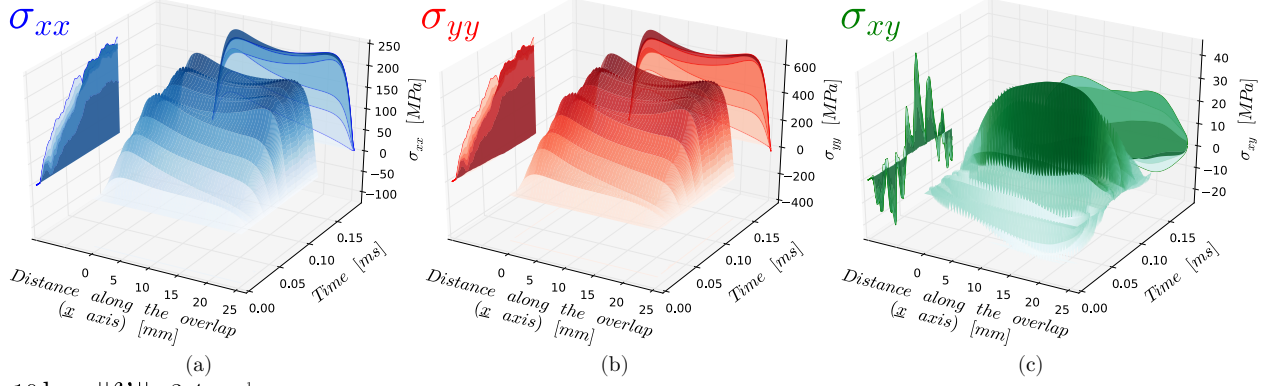 σxx
250
200
150
100
50
0
−50
−100
σxx [MPa]
0.15
0.10
0.05
0.00
Time [ms]
0
5
10
15
20
25
Distance along the overlap
(x axis) [mm]
(a)
σyy
600
400
200
0
−200
−400
σyy [MPa]
0.15
0.10
0.05
0.00
Time [ms]
0
5
10
15
20
25
Distance along the overlap
(x axis) [mm]
(b)
σxy
40
30
20
10
0
−10
−20
σxy [MPa]
0.15
0.10
0.05
0.00
Time [ms]
0
5
10
15
20
25
Distance along the overlap
(x axis) [mm]
(c)